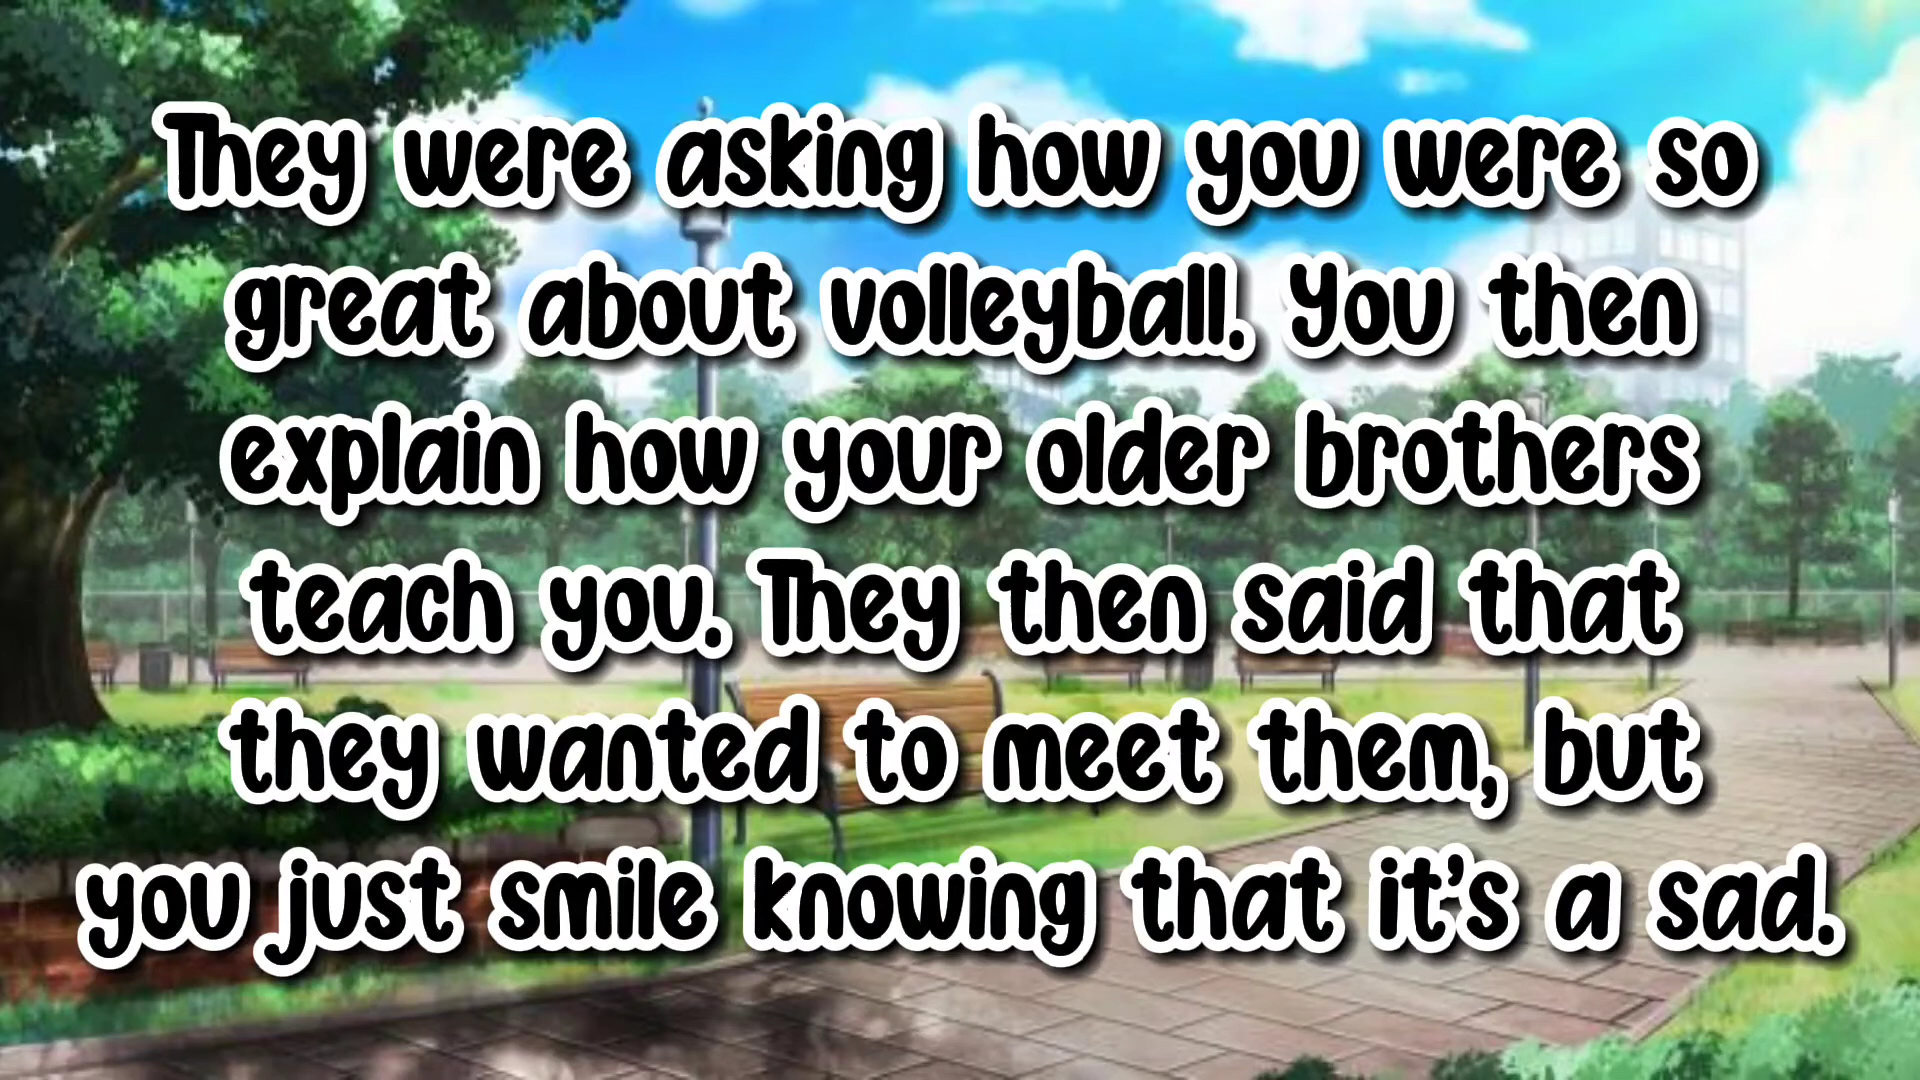 They were asking how you were so
great about volleyball. You then
explain how your older brothers
teach you. They then said that
they wanted to meet them, but
you just smile knowing that it's a sad.